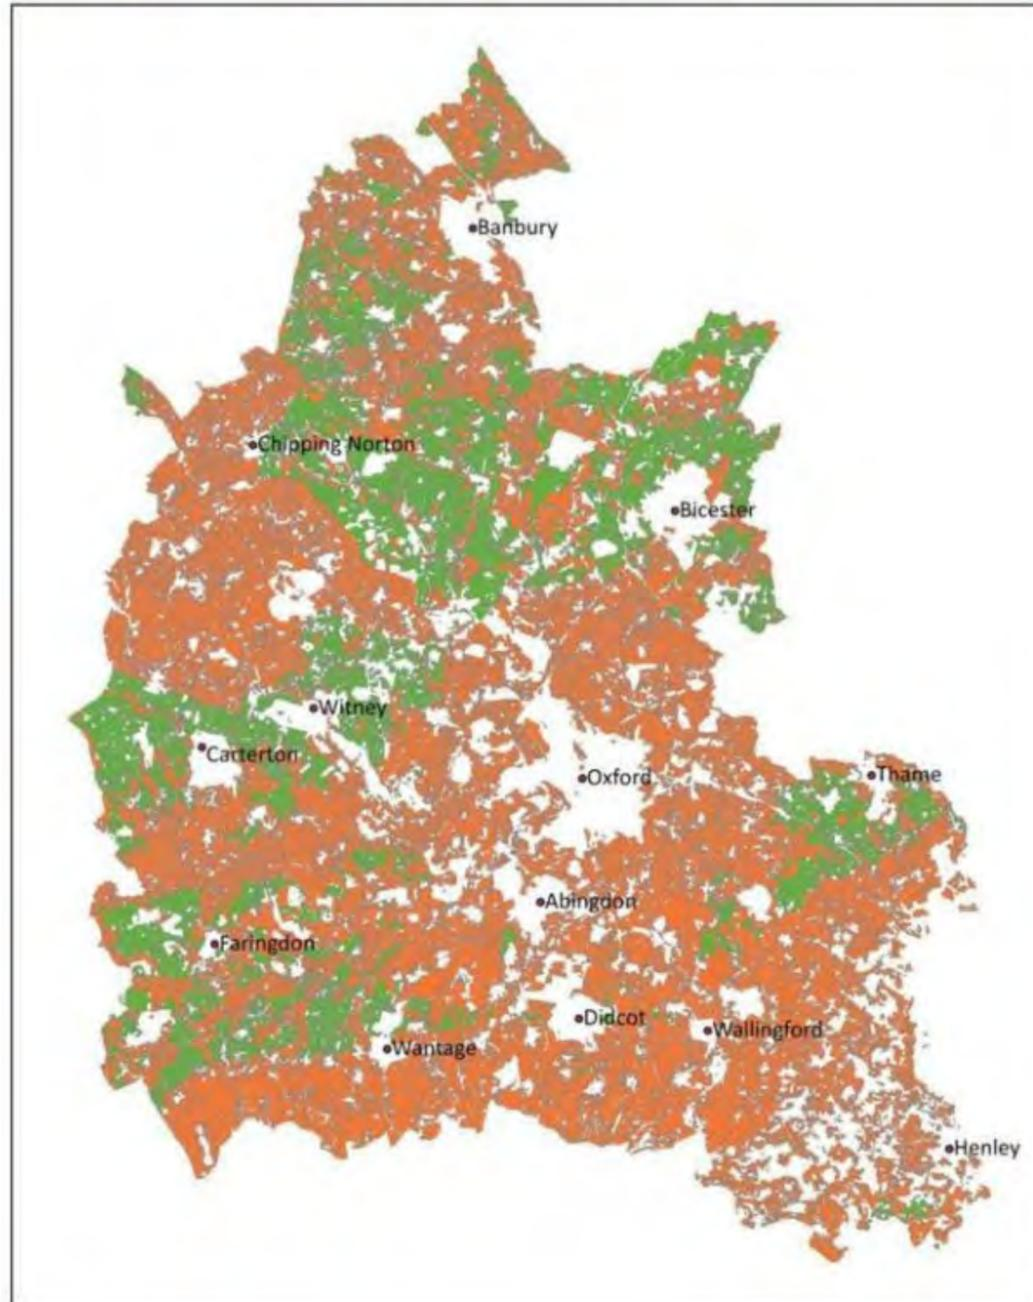 Banbury
Chipping Norton
Bicester
Witney
Carterton
Oxford
Thame
Abingdon
Faringdon
Didcot
Wallingford
Wantage
Henley